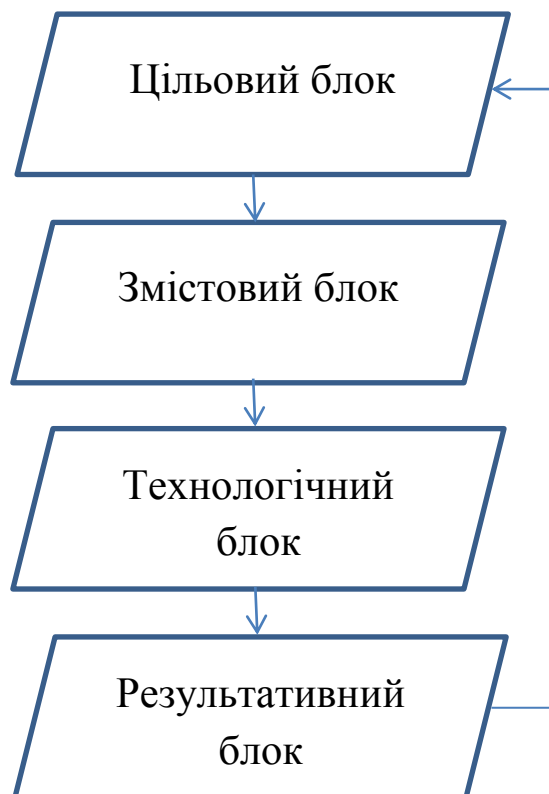 Цільовий блок
Змістовий блок
Технологічний
блок
Результативний
блок